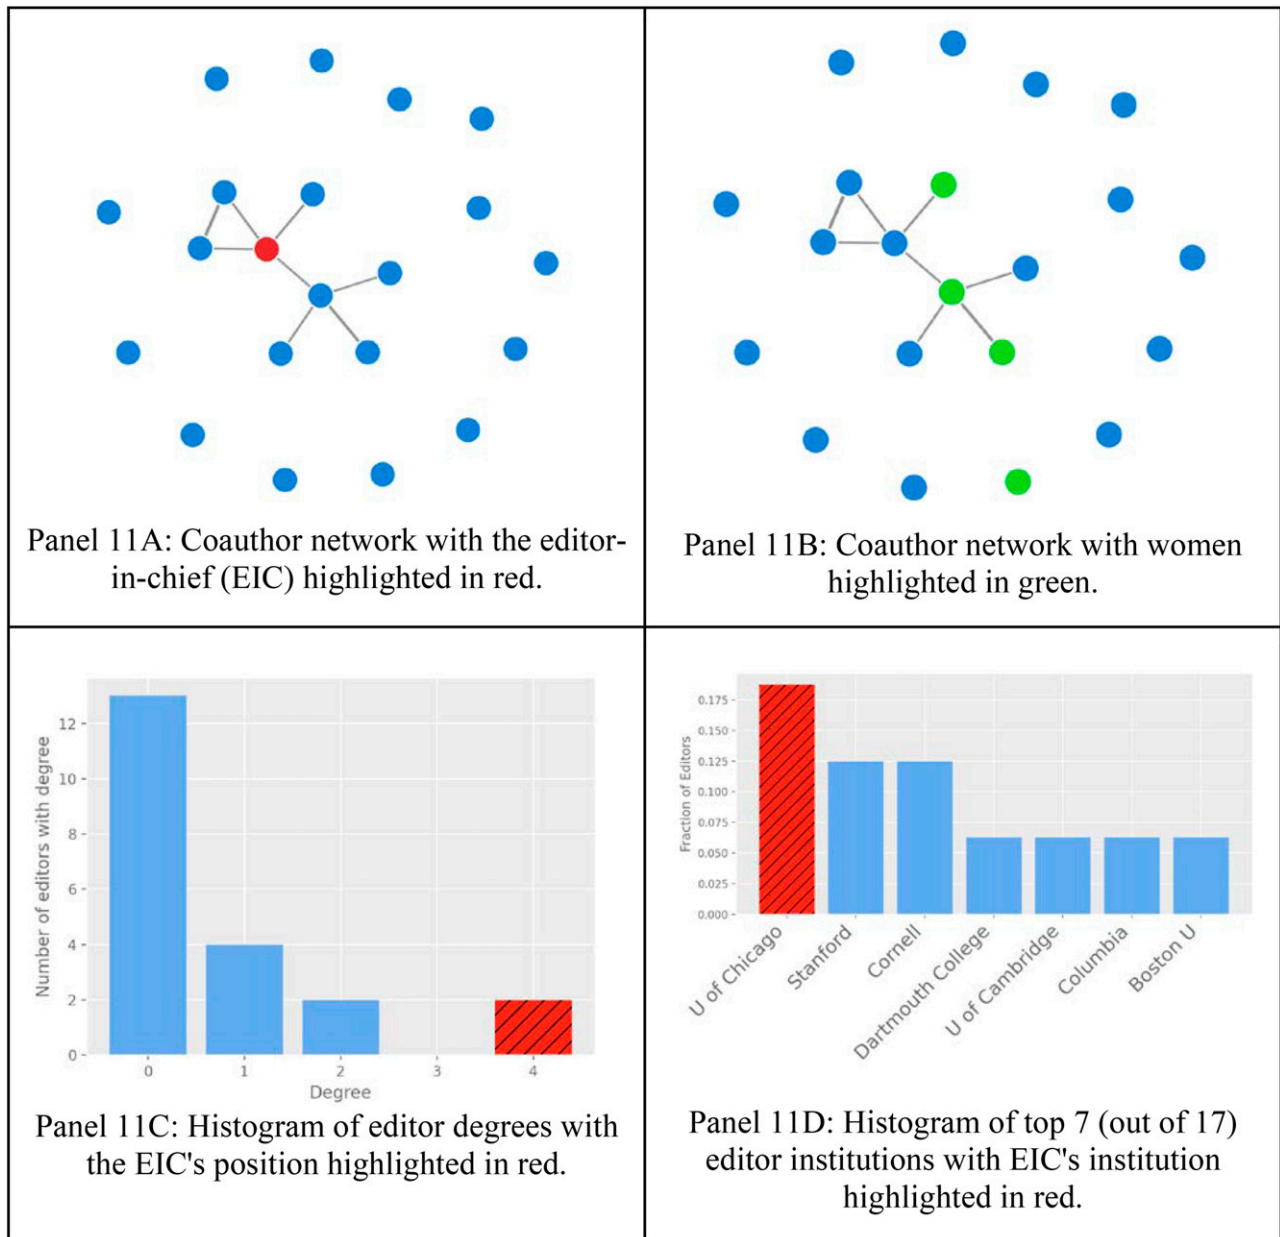 Panel 11A: Coauthor network with the editor-
in-chief (EIC) highlighted in red.
Panel 11B: Coauthor network with women
highlighted in green.
Number of editors with degree
12
10
8
6
4
2
0
0 1 2 3 4
Degree
Panel 11C: Histogram of editor degrees with
the EIC's position highlighted in red.
Fraction of Editors
0.175
0.150
0.125
0.100
0.075
0.050
0.025
0.000
U of Chicago
Stanford
Cornell
Dartmouth College
U of Cambridge
Columbia
Boston U
Panel 11D: Histogram of top 7 (out of 17)
editor institutions with EIC's institution
highlighted in red.